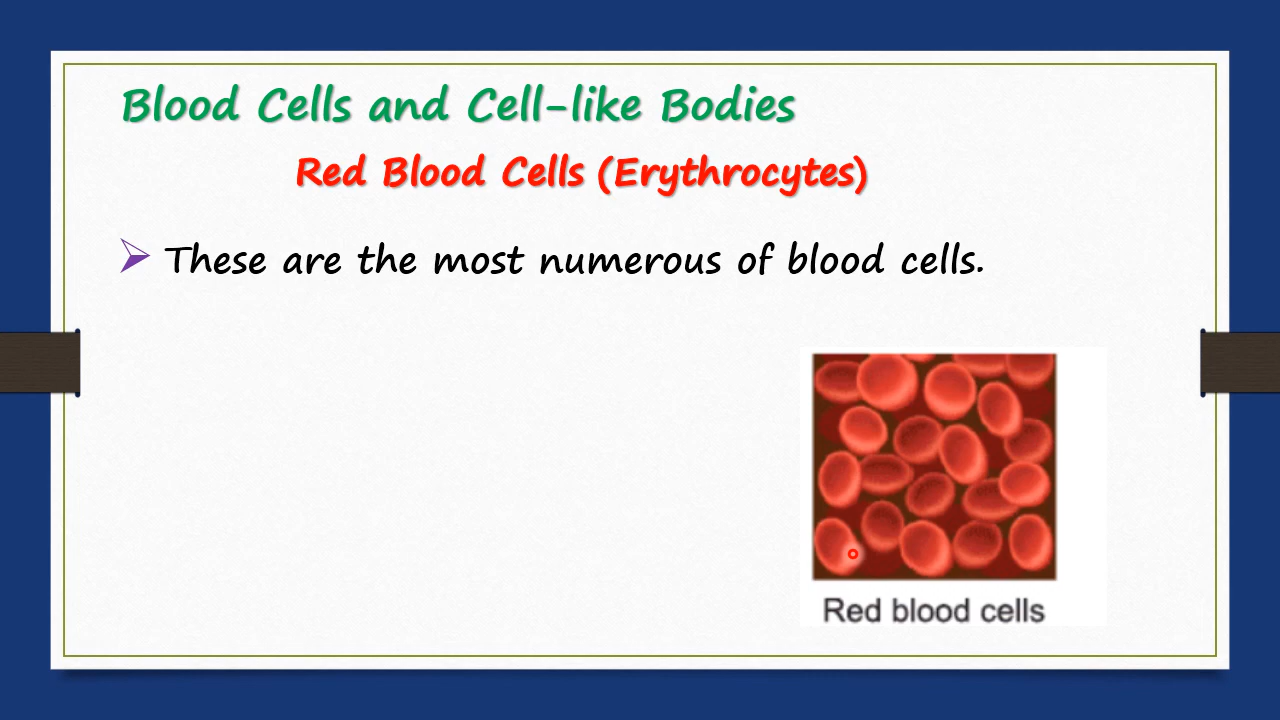 Blood Cells and Cell-like Bodies
Red Blood Cells (Erythrocytes)
These are the most numerous of blood cells.
Red blood cells